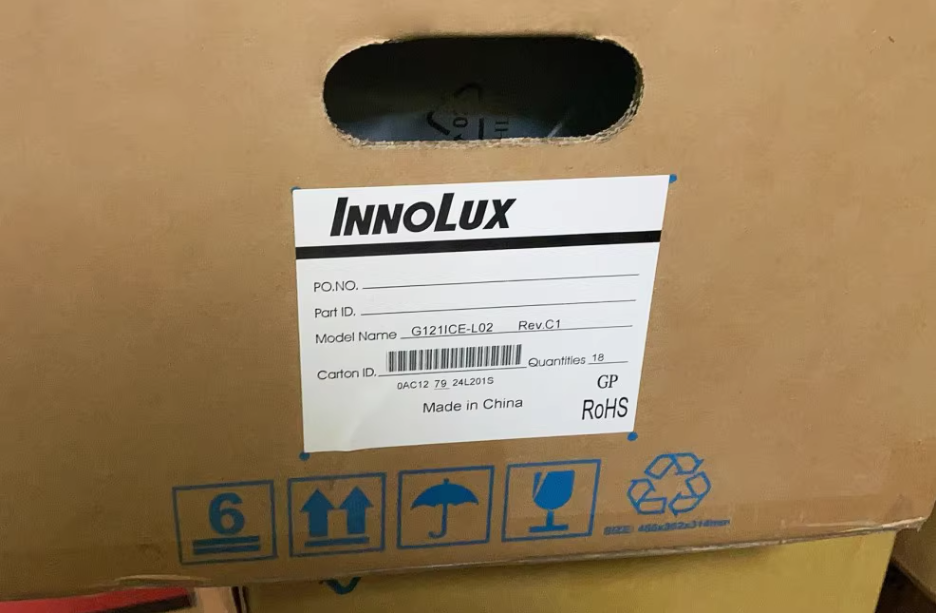 INNOLUX
PO.NO.
Part ID.
Model Name G121ICE-L02 Rev.C1
Carton ID. Quantities 18
0AC12 79 24L201S
GP
Made in China
RoHS
6
SIZE: